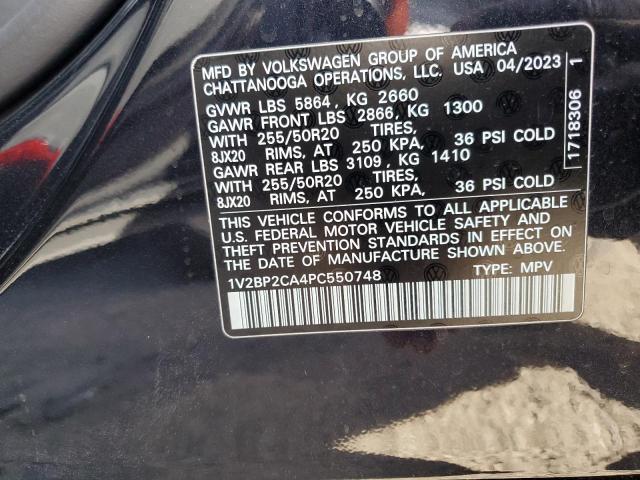 MFD BY VOLKSWAGEN GROUP OF AMERICA
CHATTANOOGA OPERATIONS, LLC. USA 04/2023
GVWR LBS 5864, KG 2660
GAWR FRONT LBS 2866, KG 1300
WITH 255/50R20 TIRES,
8JX20 RIMS, AT 250 KPA, 36 PSI COLD
GAWR REAR LBS 3109, KG 1410
WITH 255/50R20 TIRES,
8JX20 RIMS, AT 250 KPA, 36 PSI COLD
THIS VEHICLE CONFORMS TO ALL APPLICABLE
U.S. FEDERAL MOTOR VEHICLE SAFETY AND
THEFT PREVENTION STANDARDS IN EFFECT ON
THE DATE OF MANUFACTURE SHOWN ABOVE.
1V2BP2CA4PC550748 TYPE: MPV
1718306 1